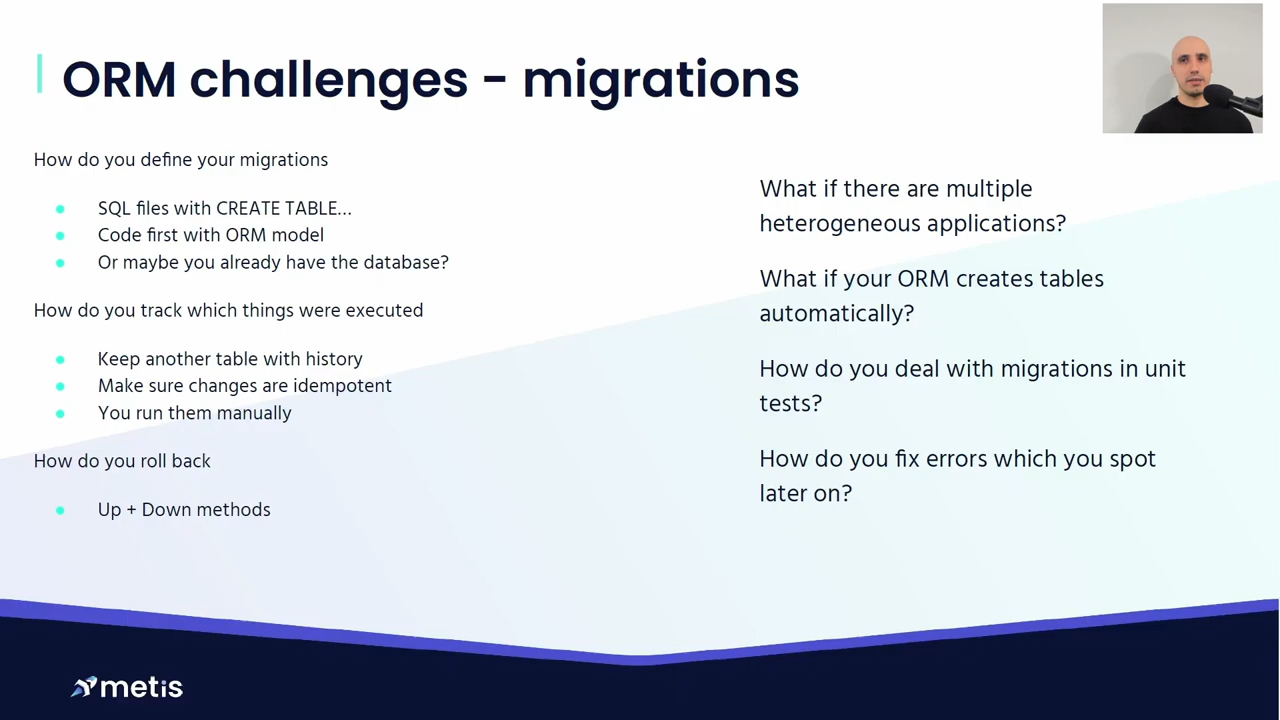 ORM challenges - migrations
How do you define your migrations
SQL files with CREATE TABLE...
Code first with ORM model
Or maybe you already have the database?
How do you track which things were executed
Keep another table with history
Make sure changes are idempotent
You run them manually
How do you roll back
Up + Down methods
What if there are multiple
heterogeneous applications?
What if your ORM creates tables
automatically?
How do you deal with migrations in unit
tests?
How do you fix errors which you spot
later on?
metis